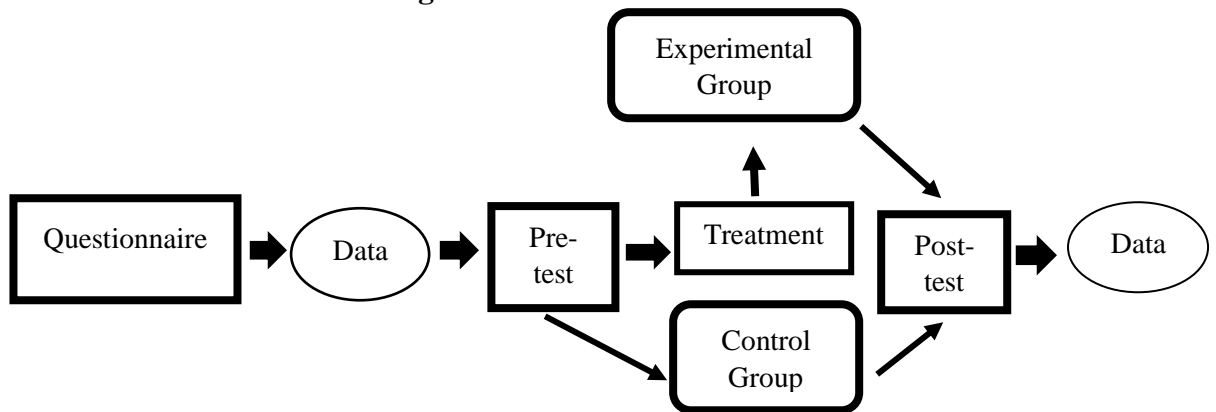 Experimental
Group
Questionnaire
Data
Pre-
test
Treatment
Post-
test
Data
Control
Group